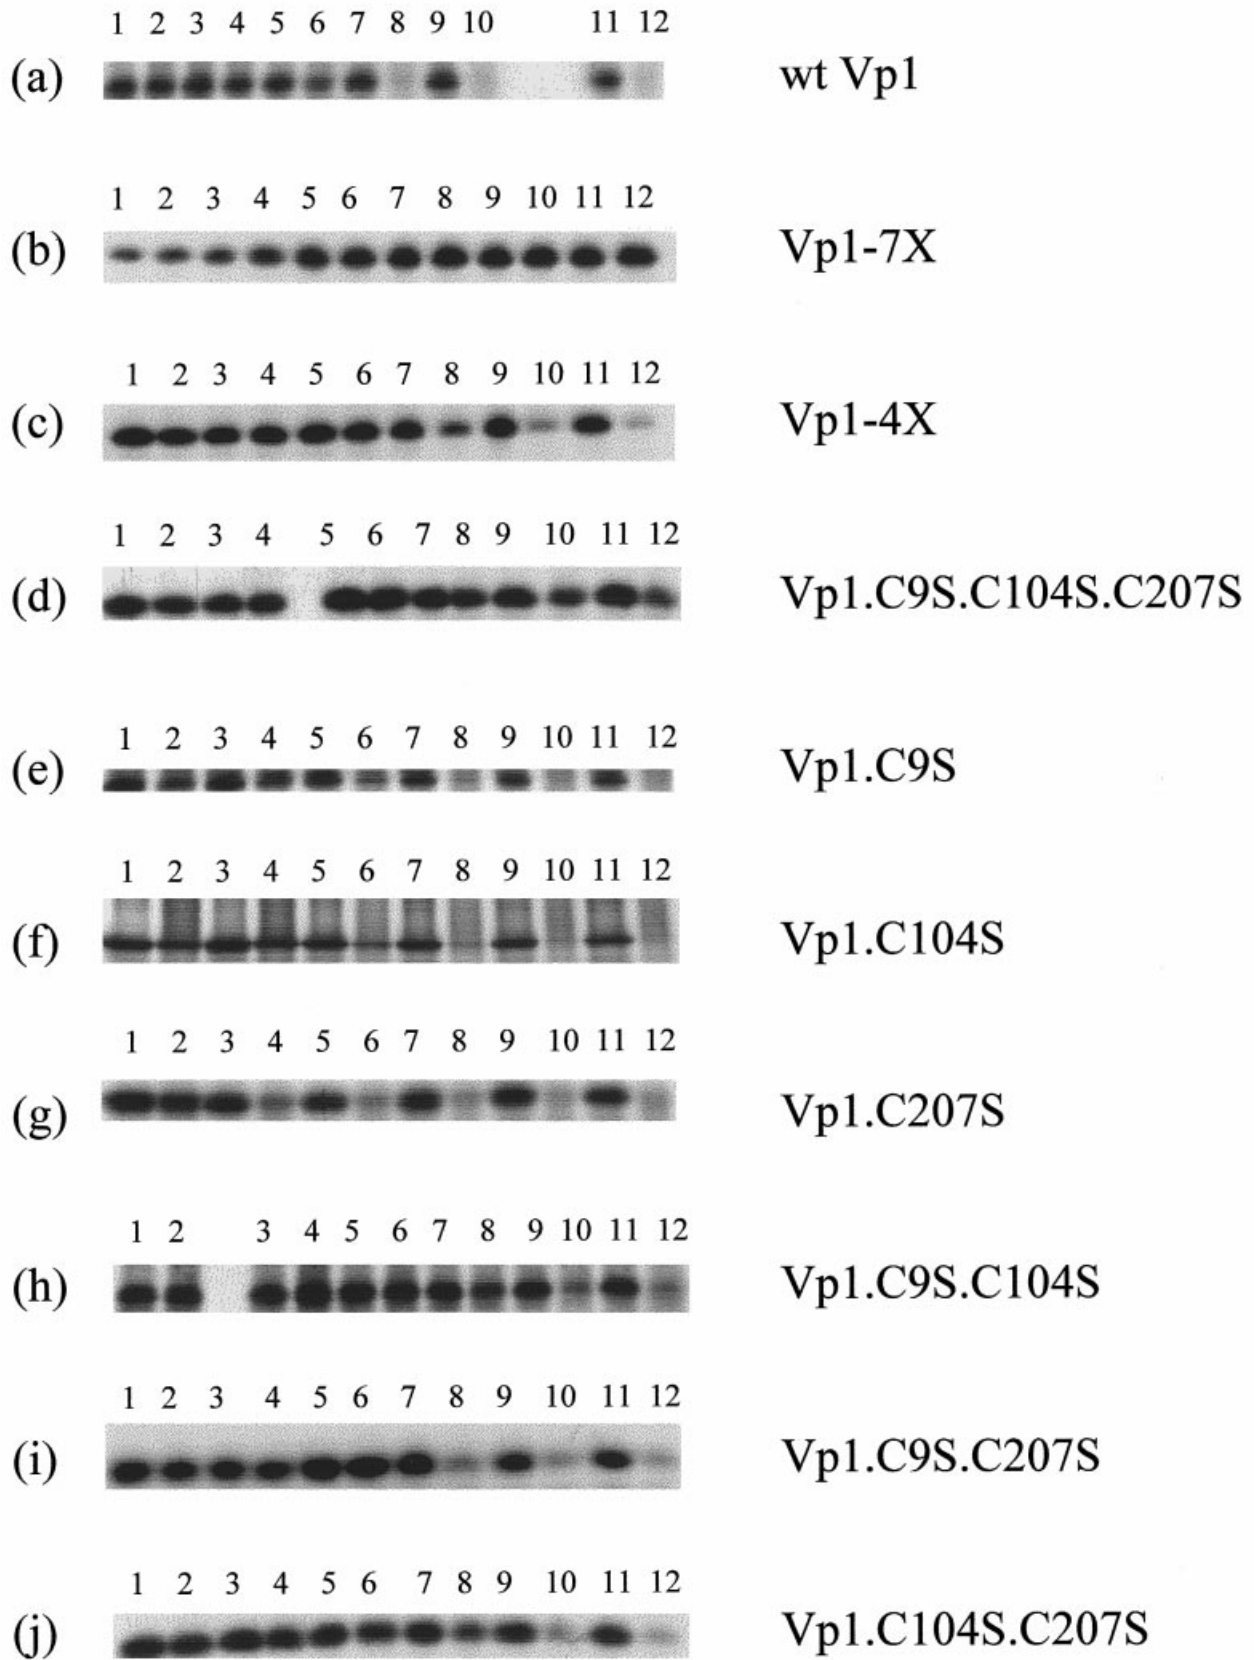 1 2 3 4 5 6 7 8 9 10 11 12
(a) wt Vp1
1 2 3 4 5 6 7 8 9 10 11 12
(b) Vp1-7X
1 2 3 4 5 6 7 8 9 10 11 12
(c) Vp1-4X
1 2 3 4 5 6 7 8 9 10 11 12
(d) Vp1.C9S.C104S.C207S
1 2 3 4 5 6 7 8 9 10 11 12
(e) Vp1.C9S
1 2 3 4 5 6 7 8 9 10 11 12
(f) Vp1.C104S
1 2 3 4 5 6 7 8 9 10 11 12
(g) Vp1.C207S
1 2 3 4 5 6 7 8 9 10 11 12
(h) Vp1.C9S.C104S
1 2 3 4 5 6 7 8 9 10 11 12
(i) Vp1.C9S.C207S
1 2 3 4 5 6 7 8 9 10 11 12
(j) Vp1.C104S.C207S